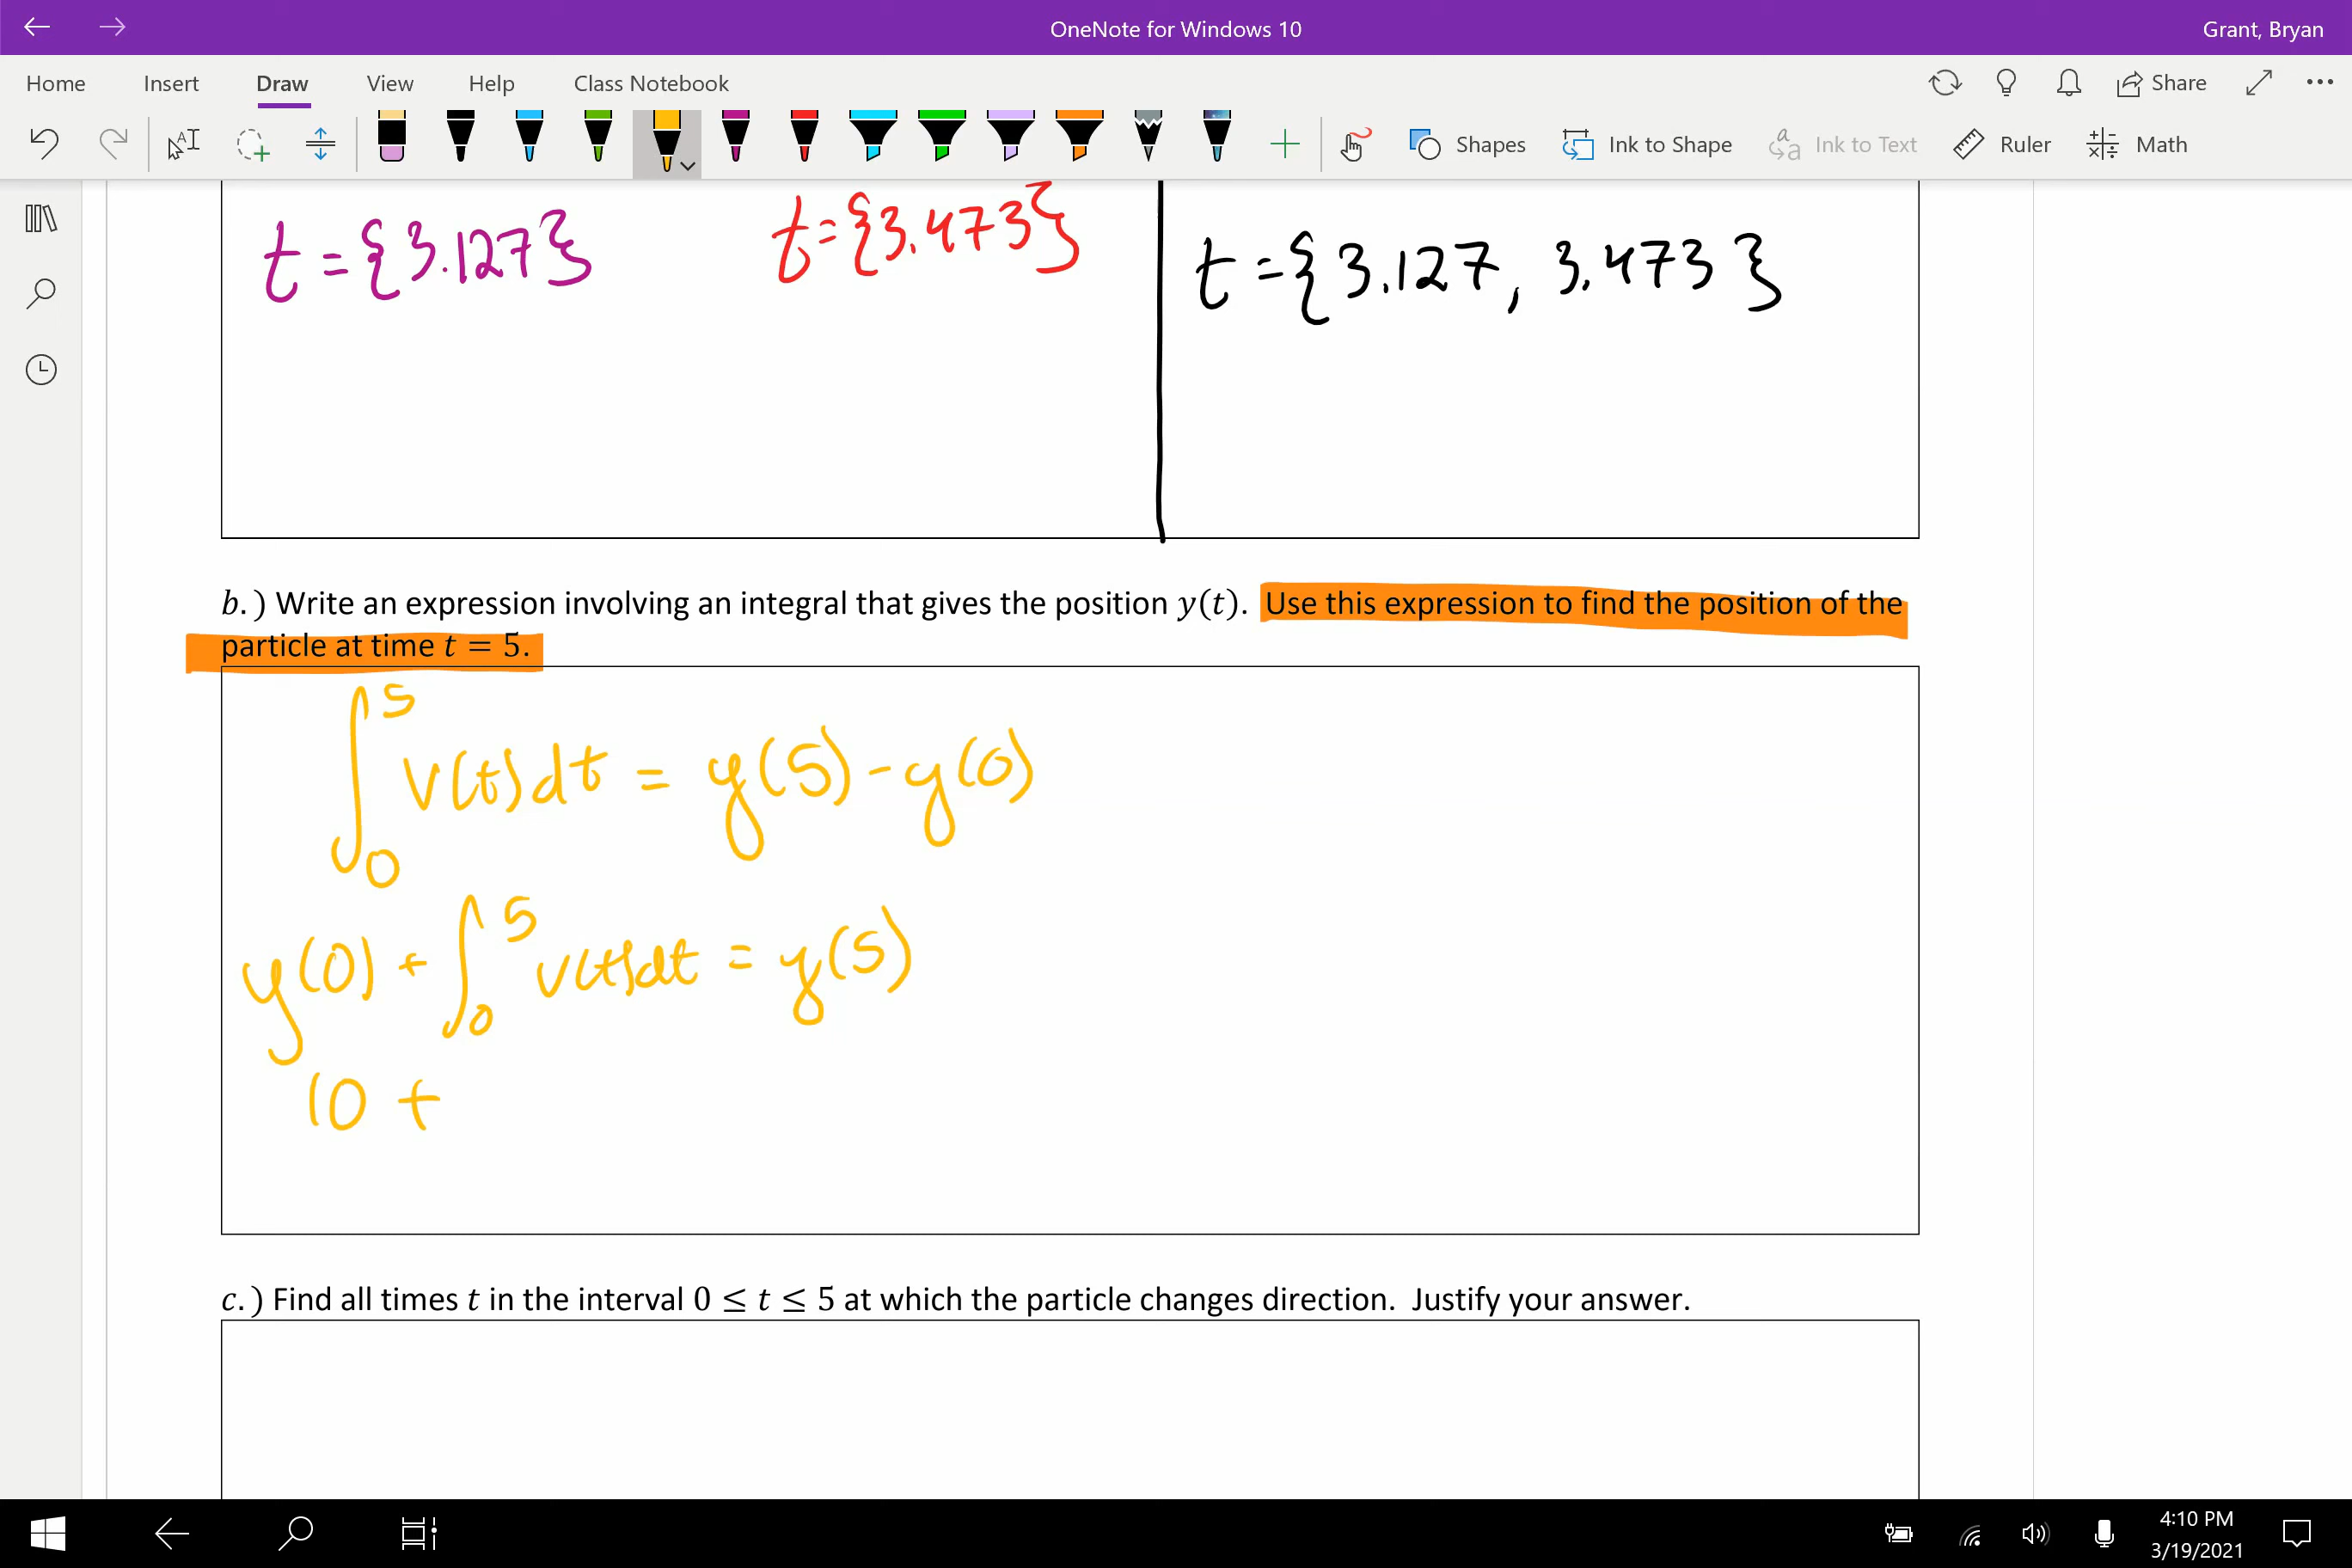 OneNote for Windows 10
Grant, Bryan
Home Insert Draw View Help Class Notebook Share
Shapes Ink to Shape Ink to Text Ruler Math
t = {3.127} t = {3.473} t = {3.127, 3.473}
b.) Write an expression involving an integral that gives the position y(t). Use this expression to find the position of the
particle at time t = 5.
∫₀⁵ v(t)dt = y(5) - y(0)
y(0) + ∫₀⁵ v(t)dt = y(5)
10 +
c.) Find all times t in the interval 0 ≤ t ≤ 5 at which the particle changes direction. Justify your answer.
4:10 PM
3/19/2021